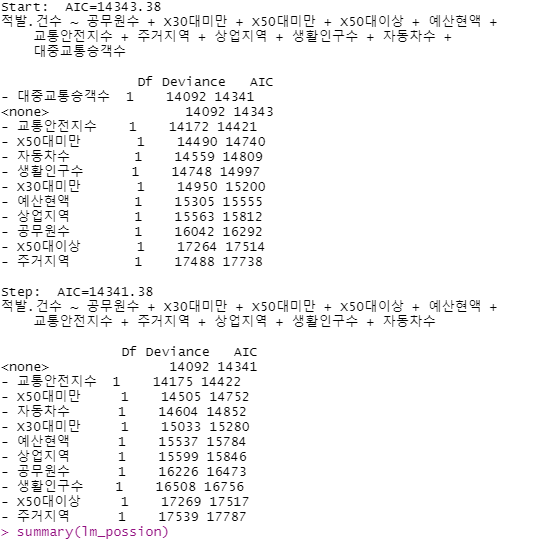 Start:  AIC=14343.38
적발.건수 ~ 공무원수 + X30대미만 + X50대미만 + X50대이상 + 예산현액 +
    교통안전지수 + 주거지역 + 상업지역 + 생활인구수 + 자동차수 +
    대중교통승객수

                 Df Deviance   AIC
- 대중교통승객수  1    14092 14341
<none>                 14092 14343
- 교통안전지수    1    14172 14421
- X50대미만       1    14490 14740
- 자동차수        1    14559 14809
- 생활인구수      1    14748 14997
- X30대미만       1    14950 15200
- 예산현액        1    15305 15555
- 상업지역        1    15563 15812
- 공무원수        1    16042 16292
- X50대이상       1    17264 17514
- 주거지역        1    17488 17738

Step:  AIC=14341.38
적발.건수 ~ 공무원수 + X30대미만 + X50대미만 + X50대이상 + 예산현액 +
    교통안전지수 + 주거지역 + 상업지역 + 생활인구수 + 자동차수

               Df Deviance   AIC
<none>               14092 14341
- 교통안전지수  1    14175 14422
- X50대미만     1    14505 14752
- 자동차수      1    14604 14852
- X30대미만     1    15033 15280
- 예산현액      1    15537 15784
- 상업지역      1    15599 15846
- 공무원수      1    16226 16473
- 생활인구수    1    16508 16756
- X50대이상     1    17269 17517
- 주거지역      1    17539 17787
> summary(lm_possion)